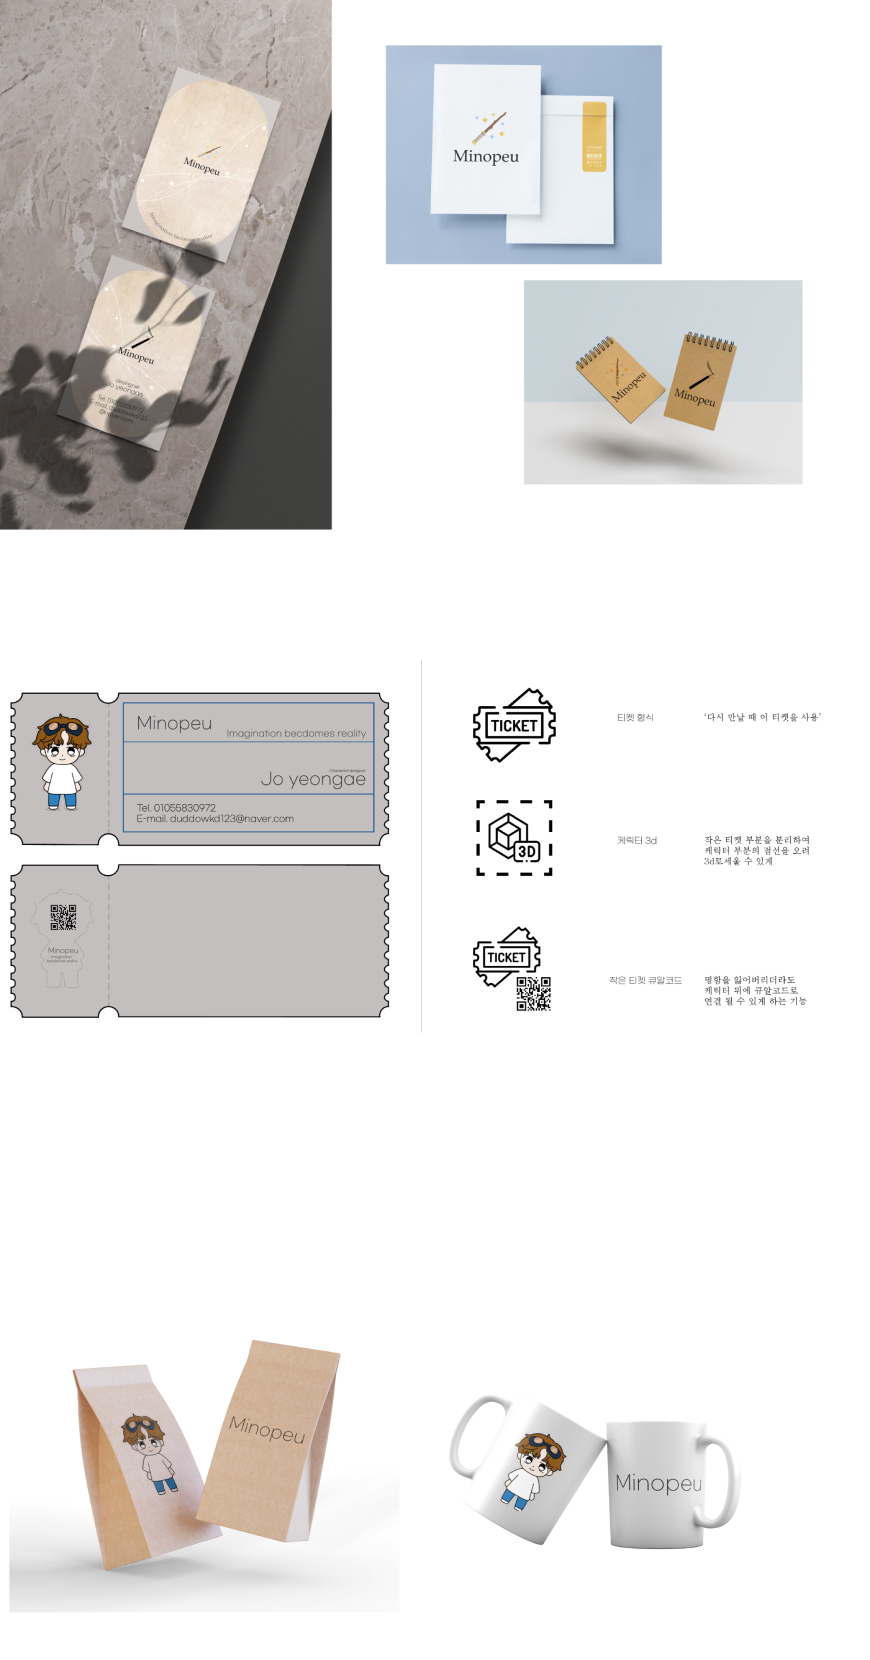 Minopeu
Imagination becomes reality
Minopeu
designer
Jo yeongae
Tel. 01055830972
E-mail. duddowkd123
@naver.com
Minopeu
MOCKUP
Minopeu
Minopeu
Minopeu
Imagination becdomes reality
Jo yeongae
Tel. 01055830972
E-mail. duddowkd123@naver.com
Minopeu
Imagination
becdomes reality
TICKET
티켓 형식
'다시 만날 때 이 티켓을 사용'
3D
케릭터 3d
작은 티켓 부분을 분리하여
케릭터 부분의 점선을 오려
3d로세울 수 있게
TICKET
작은 티켓 큐알코드
명함을 잃어버리더라도
케릭터 뒤에 큐알코드로
연결 될 수 있게 하는 기능
Minopeu
Minopeu